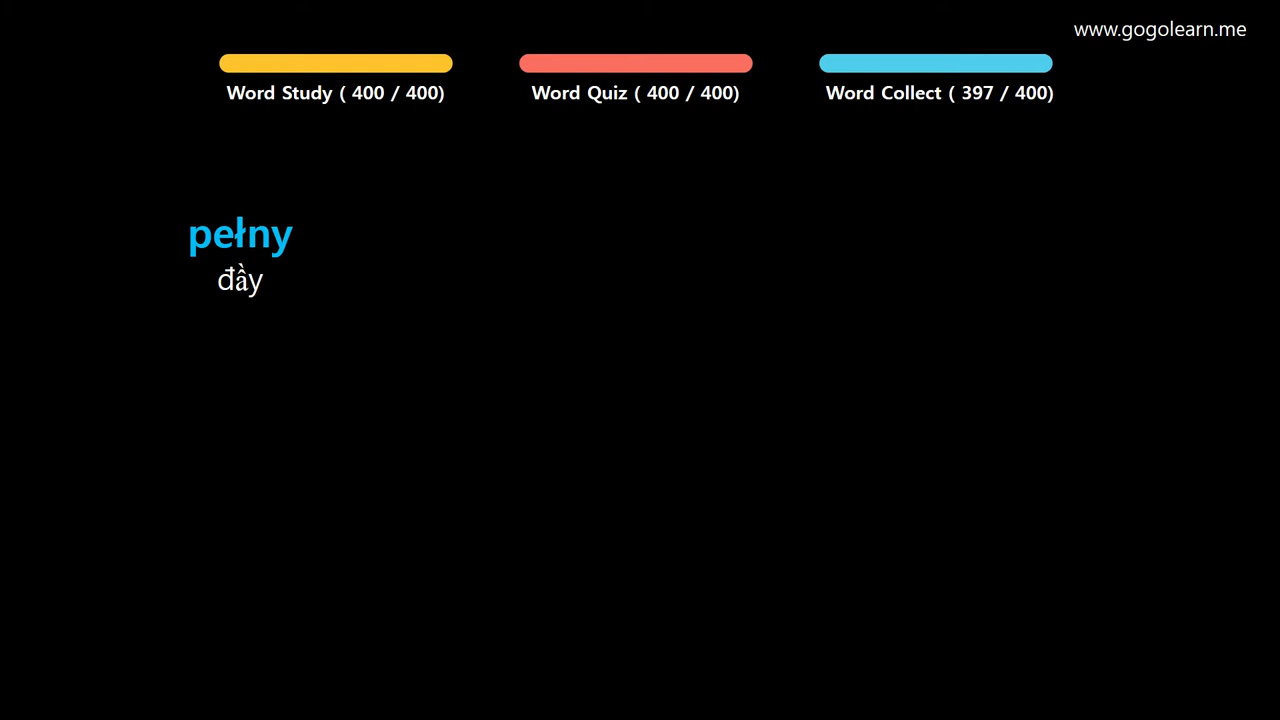 www.gogolearn.me
Word Study ( 400 / 400)
Word Quiz ( 400 / 400)
Word Collect ( 397 / 400)
pełny
đầy